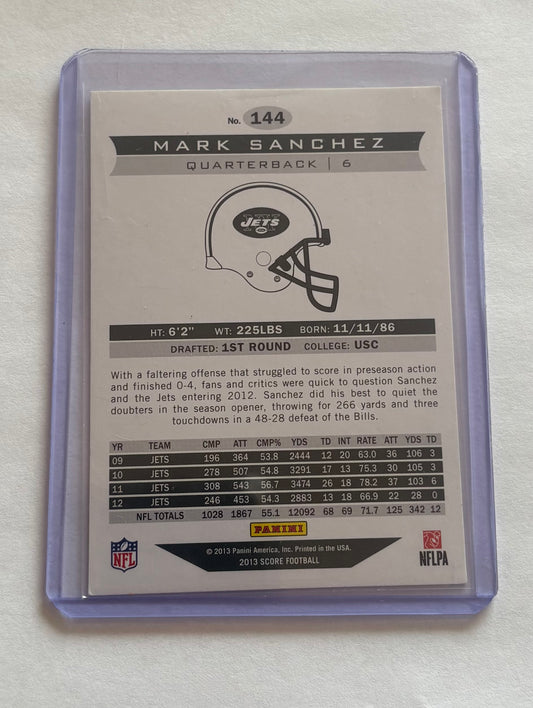 No. 144
MARK SANCHEZ
QUARTERBACK | 6
JETS
HT: 6'2" WT: 225LBS BORN: 11/11/86
DRAFTED: 1ST ROUND COLLEGE: USC
With a faltering offense that struggled to score in preseason action
and finished 0-4, fans and critics were quick to question Sanchez
and the Jets entering 2012. Sanchez did his best to quiet the
doubters in the season opener, throwing for 266 yards and three
touchdowns in a 48-28 defeat of the Bills.
YR TEAM CMP ATT CMP% YDS TD INT RATE ATT YDS TD
09 JETS 196 364 53.8 2444 12 20 63.0 36 106 3
10 JETS 278 507 54.8 3291 17 13 75.3 30 105 3
11 JETS 308 543 56.7 3474 26 18 78.2 37 103 6
12 JETS 246 453 54.3 2883 13 18 66.9 22 28 0
NFL TOTALS 1028 1867 55.1 12092 68 69 71.7 125 342 12
PANINI
© 2013 Panini America, Inc. Printed in the USA.
2013 SCORE FOOTBALL
NFL
NFLPA